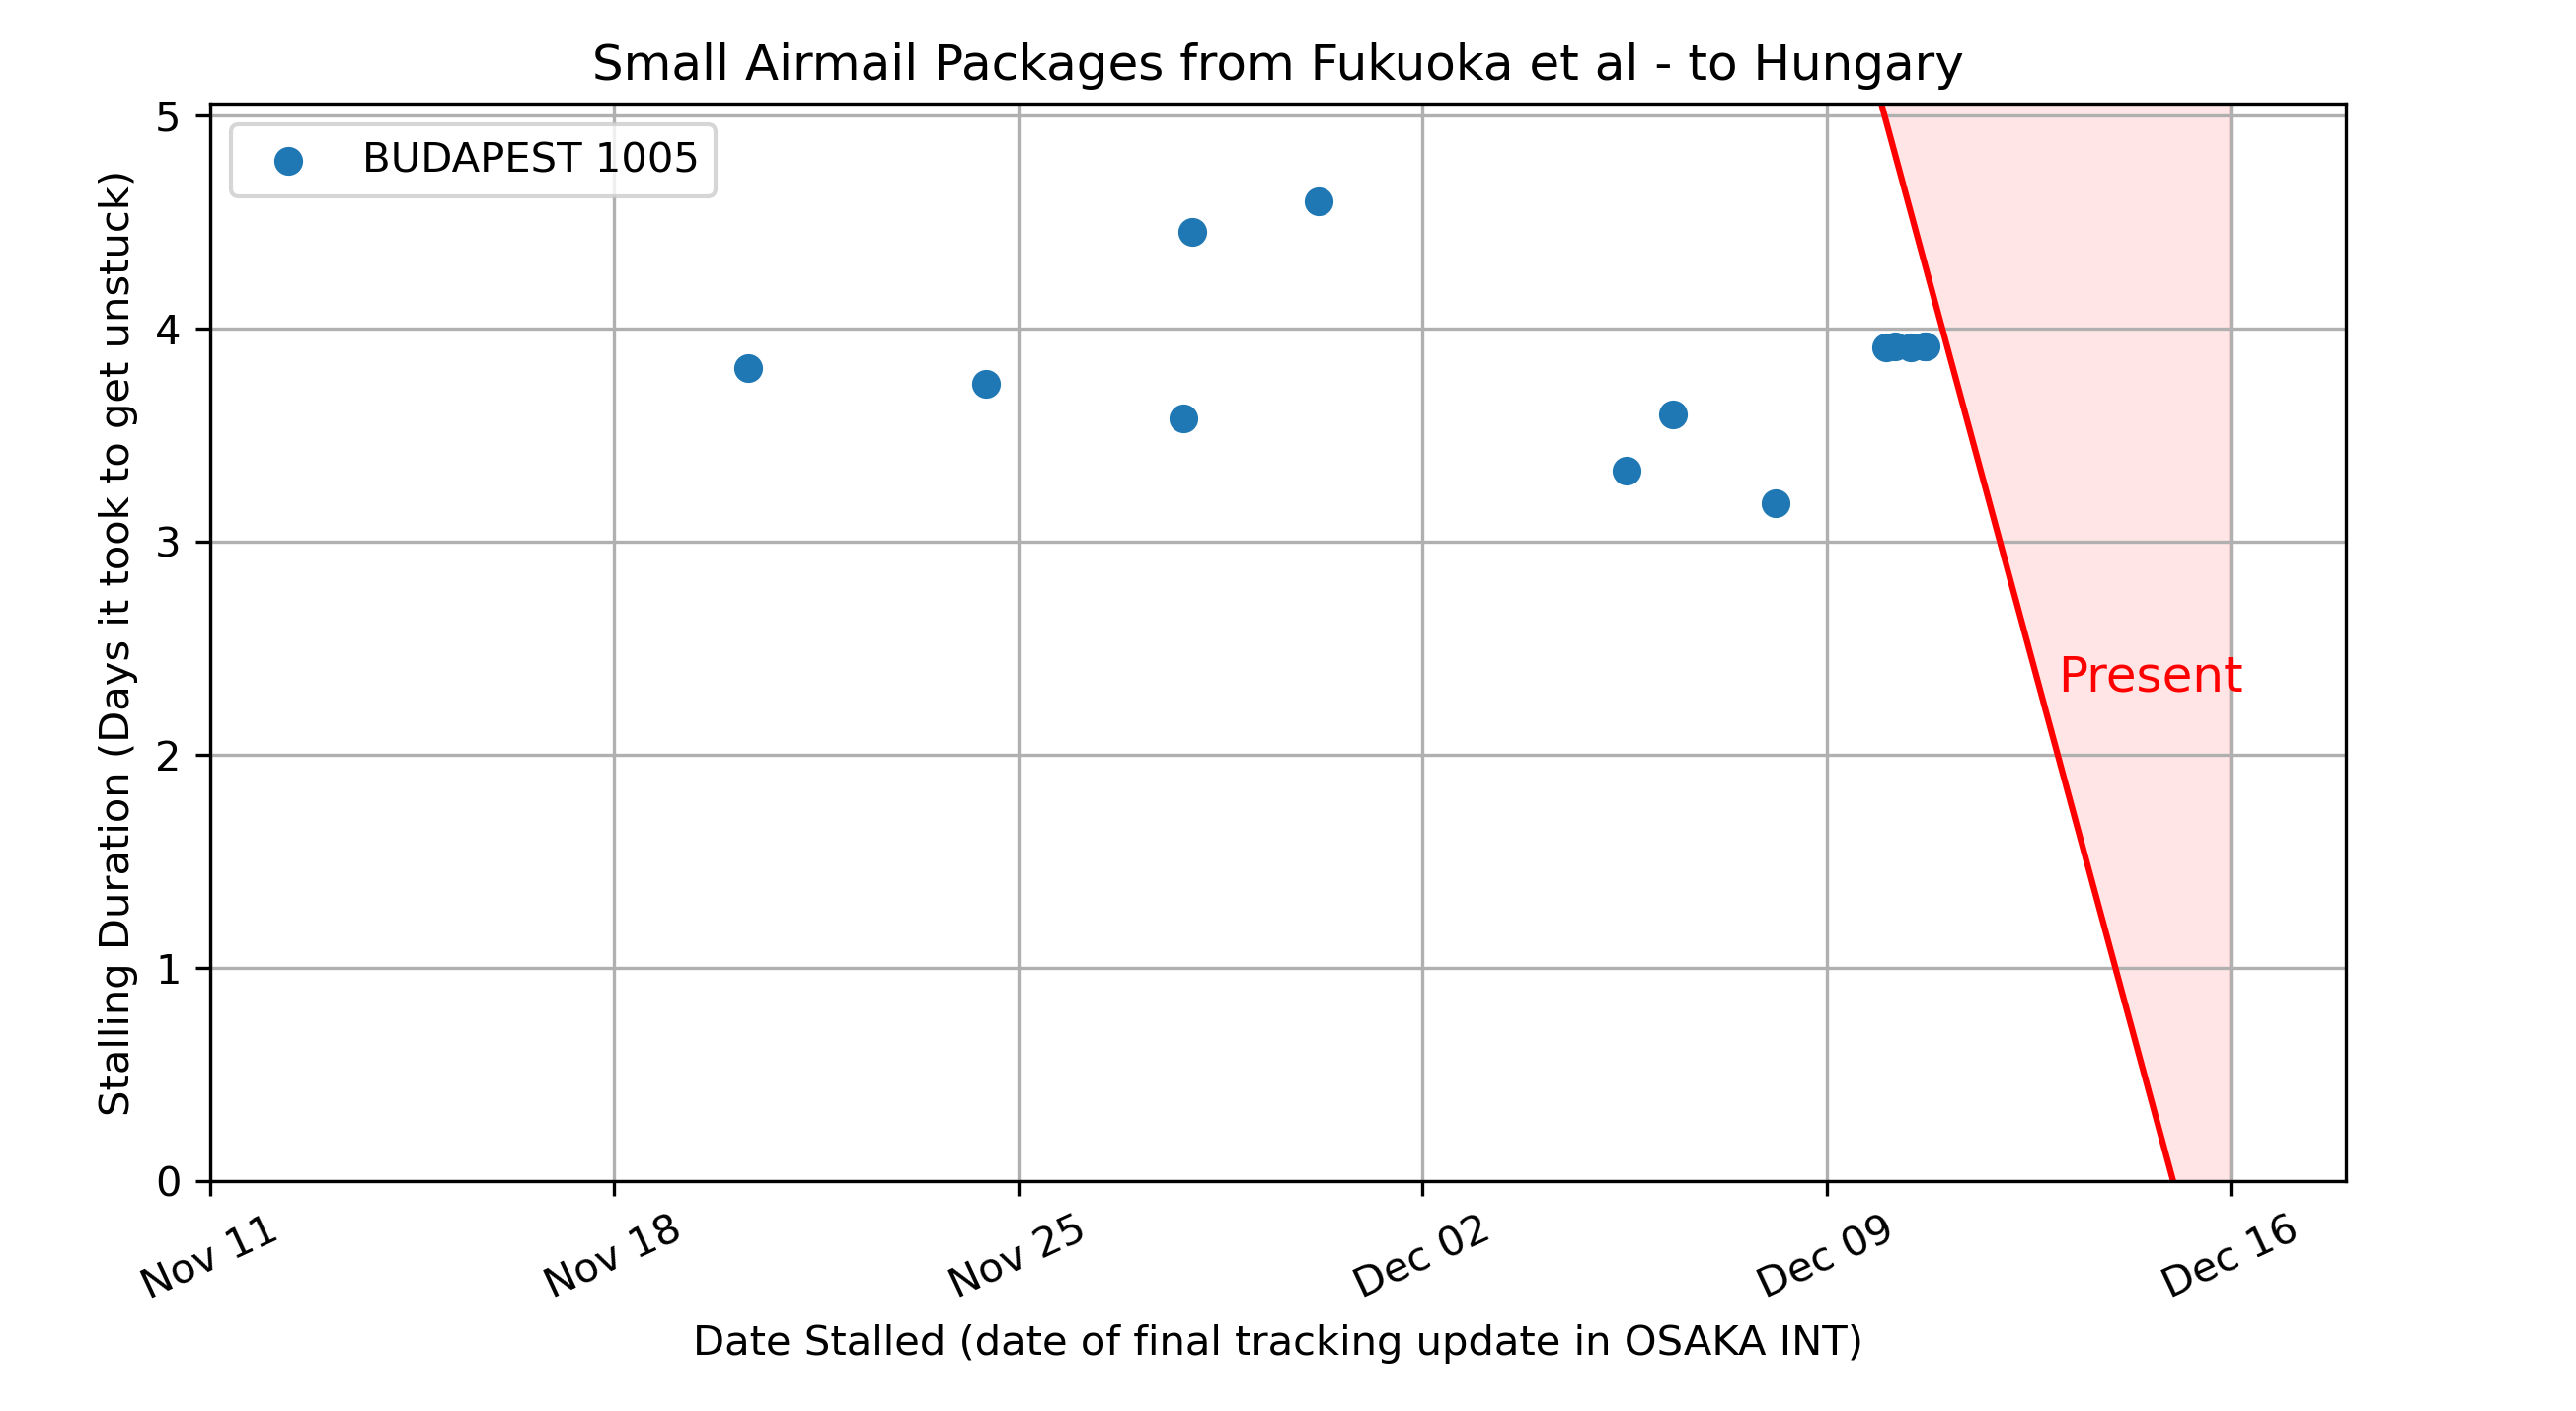 Small Airmail Packages from Fukuoka et al - to Hungary
BUDAPEST 1005
Stalling Duration (Days it took to get unstuck)
5
4
3
2
1
0
Present
Nov 11
Nov 18
Nov 25
Dec 02
Dec 09
Dec 16
Date Stalled (date of final tracking update in OSAKA INT)